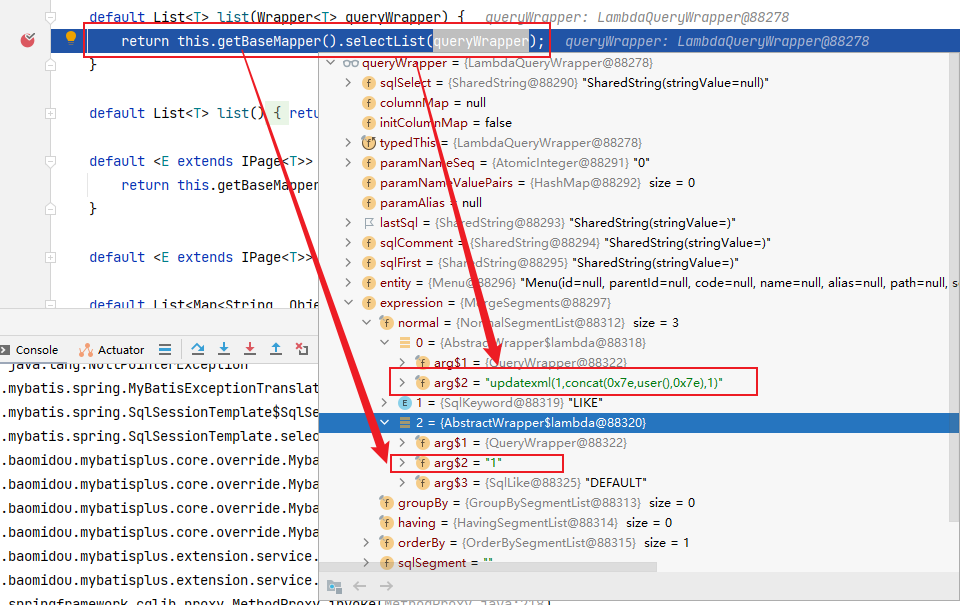 default List<T> list(Wrapper<T> queryWrapper) {   queryWrapper: LambdaQueryWrapper@88278
return this.getBaseMapper().selectList(queryWrapper);   queryWrapper: LambdaQueryWrapper@88278
}
queryWrapper = {LambdaQueryWrapper@88278}
sqlSelect = {SharedString@88290} "SharedString(stringValue=null)"
columnMap = null
default List<T> list() { retu
initColumnMap = false
typedThis = {LambdaQueryWrapper@88278}
default <E extends IPage<T>>
paramNameSeq = {AtomicInteger@88291} "0"
return this.getBaseMapper
paramNameValuePairs = {HashMap@88292}  size = 0
}
paramAlias = null
lastSql = {SharedString@88293} "SharedString(stringValue=)"
sqlComment = {SharedString@88294} "SharedString(stringValue=)"
default <E extends IPage<T>>
sqlFirst = {SharedString@88295} "SharedString(stringValue=)"
entity = {Menu@88296} "Menu(id=null, parentId=null, code=null, name=null, alias=null, path=null, s
default List<Map<String, Obje
expression = {MergeSegments@88297}
normal = {NormalSegmentList@88312}  size = 3
0 = {AbstractWrapper$lambda@88318}
Console
Actuator
arg$1 = {QueryWrapper@88322}
java.lang.NullPointerException
arg$2 = "updatexml(1,concat(0x7e,user(),0x7e),1)"
.mybatis.spring.MyBatisExceptionTranslat
1 = {SqlKeyword@88319} "LIKE"
.mybatis.spring.SqlSessionTemplate$SqlSe
2 = {AbstractWrapper$lambda@88320}
.mybatis.spring.SqlSessionTemplate.selec
arg$1 = {QueryWrapper@88322}
.baomidou.mybatisplus.core.override.Myba
arg$2 = "1"
.baomidou.mybatisplus.core.override.Myba
arg$3 = {SqlLike@88325} "DEFAULT"
.baomidou.mybatisplus.core.override.Myba
groupBy = {GroupBySegmentList@88313}  size = 0
.baomidou.mybatisplus.core.override.Myba
having = {HavingSegmentList@88314}  size = 0
.baomidou.mybatisplus.extension.service.
orderBy = {OrderBySegmentList@88315}  size = 1
.baomidou.mybatisplus.extension.service.
sqlSegment = ""
.springframework.cglib.proxy.MethodProxy.invoke(MethodProxy.java:218)